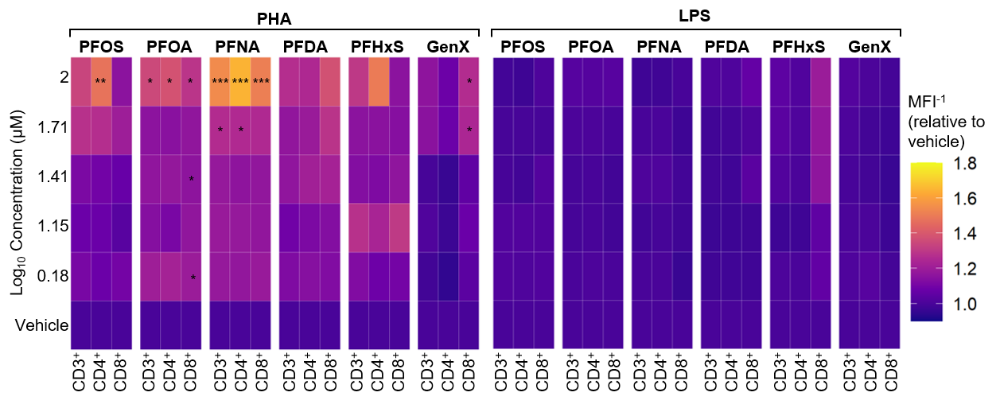 PHA LPS
PFOS PFOA PFNA PFDA PFHxS GenX PFOS PFOA PFNA PFDA PFHxS GenX
Log₁₀ Concentration (μM)
2 ** * * * *** *** *** *
1.71 * * *
1.41 *
1.15
0.18 *
Vehicle
CD3⁺ CD4⁺ CD8⁺ CD3⁺ CD4⁺ CD8⁺ CD3⁺ CD4⁺ CD8⁺ CD3⁺ CD4⁺ CD8⁺ CD3⁺ CD4⁺ CD8⁺ CD3⁺ CD4⁺ CD8⁺ CD3⁺ CD4⁺ CD8⁺ CD3⁺ CD4⁺ CD8⁺ CD3⁺ CD4⁺ CD8⁺ CD3⁺ CD4⁺ CD8⁺ CD3⁺ CD4⁺ CD8⁺ CD3⁺ CD4⁺ CD8⁺
MFI⁻¹
(relative to
vehicle)
1.8
1.6
1.4
1.2
1.0